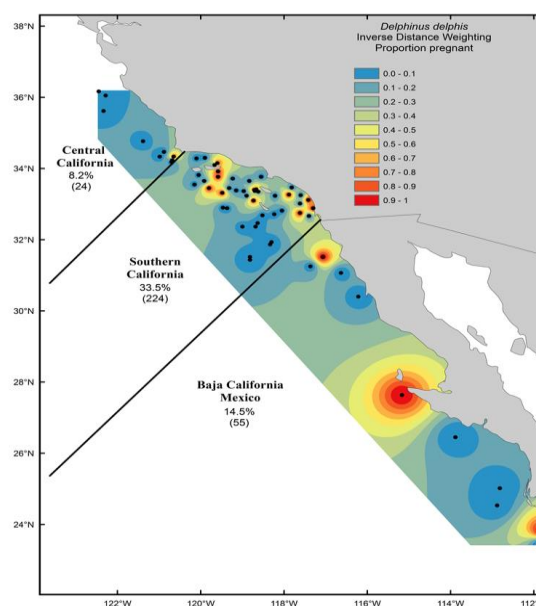 Delphinus delphis
Inverse Distance Weighting
Proportion pregnant
0.0 - 0.1
0.1 - 0.2
0.2 - 0.3
0.3 - 0.4
0.4 - 0.5
0.5 - 0.6
0.6 - 0.7
0.7 - 0.8
0.8 - 0.9
0.9 - 1
38°N
36°N
34°N
32°N
30°N
28°N
26°N
24°N
Central
California
8.2%
(24)
Southern
California
33.5%
(224)
Baja California
Mexico
14.5%
(55)
122°W
120°W
118°W
116°W
114°W
112°